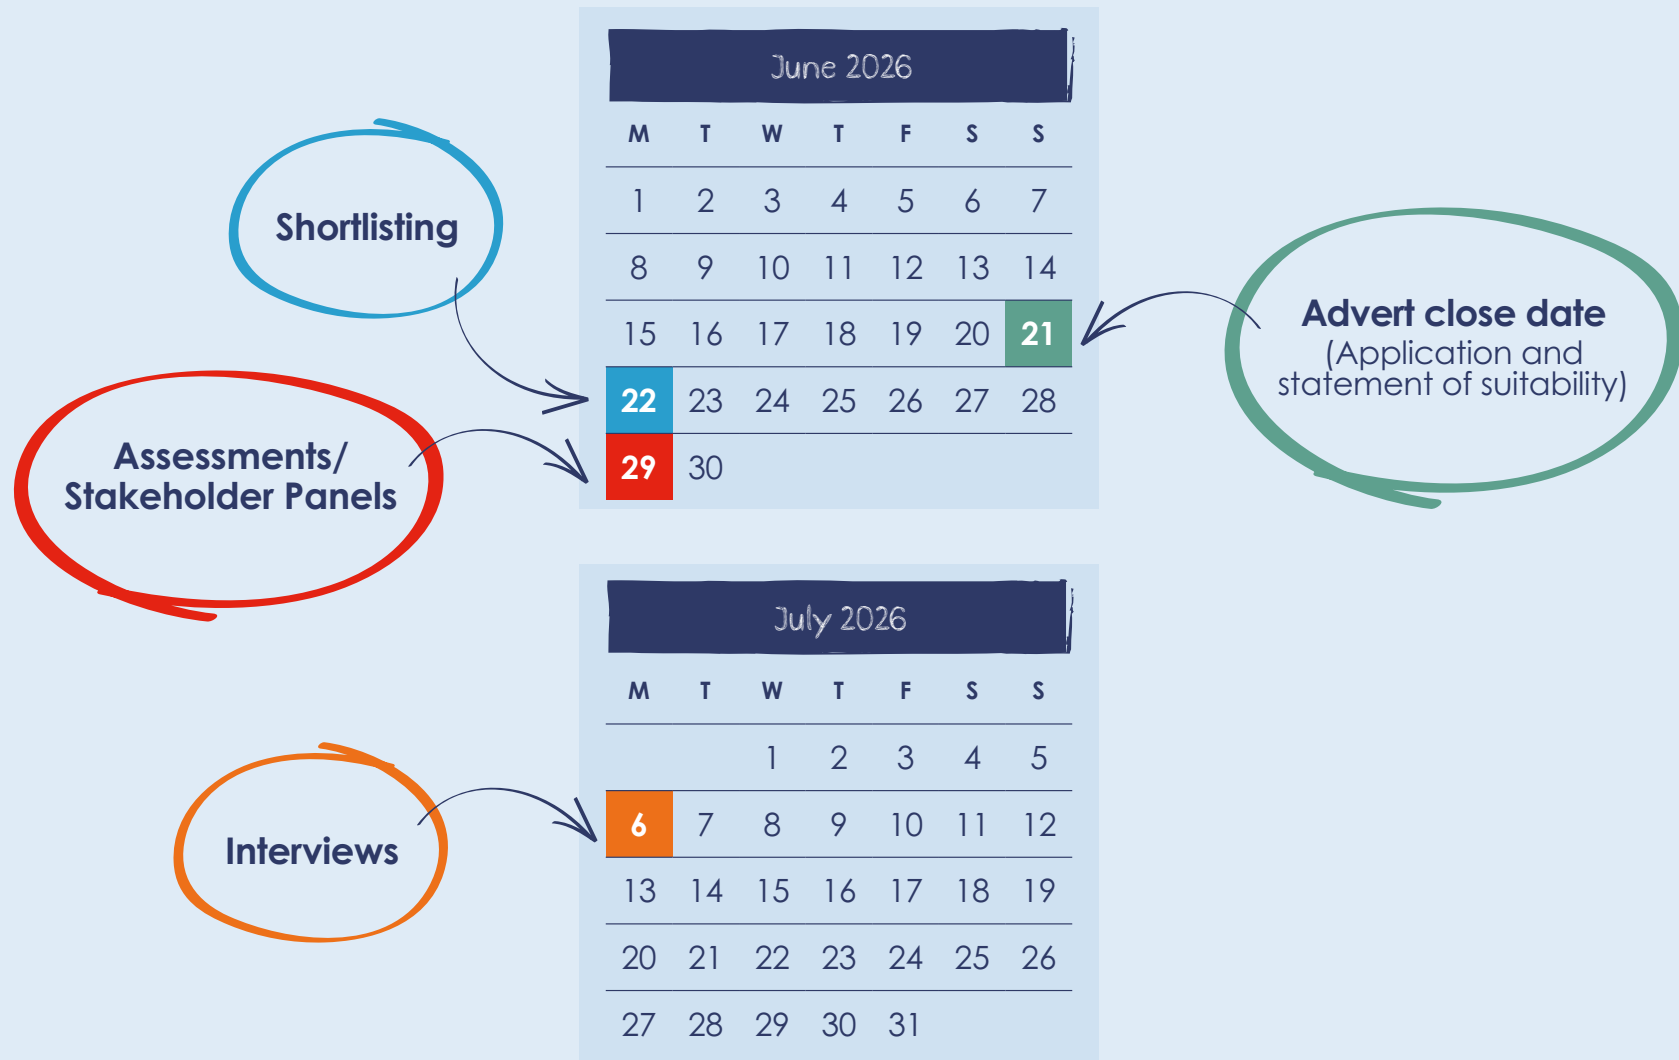 June 2026
M T W T F S S
1 2 3 4 5 6 7
8 9 10 11 12 13 14
15 16 17 18 19 20 21
22 23 24 25 26 27 28
29 30
Shortlisting
Assessments/
Stakeholder Panels
Advert close date
(Application and
statement of suitability)
July 2026
M T W T F S S
1 2 3 4 5
6 7 8 9 10 11 12
13 14 15 16 17 18 19
20 21 22 23 24 25 26
27 28 29 30 31
Interviews